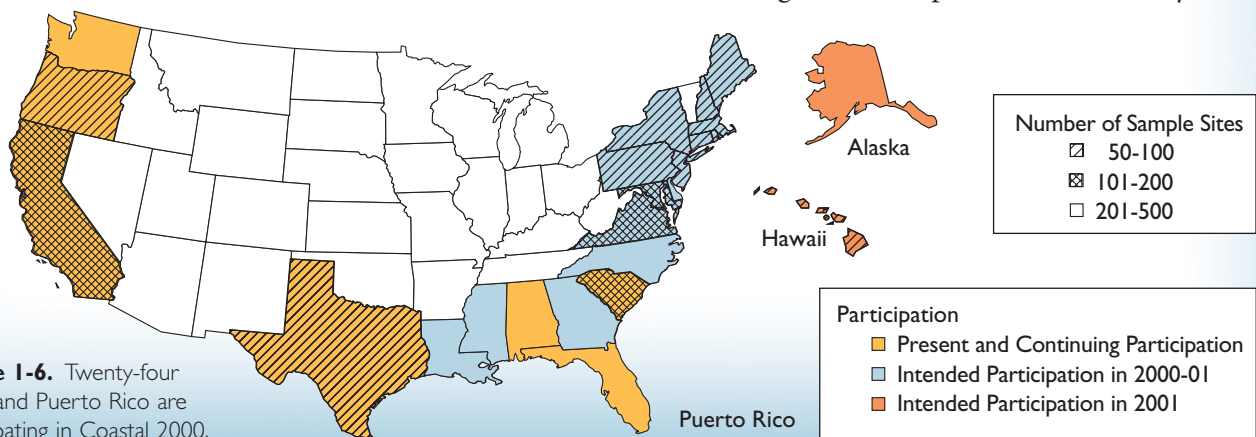 Alaska
Hawaii
Number of Sample Sites
50-100
101-200
201-500
Participation
Present and Continuing Participation
Intended Participation in 2000-01
Intended Participation in 2001
Puerto Rico
1-6. Twenty-four
and Puerto Rico are
in Coastal 2000.